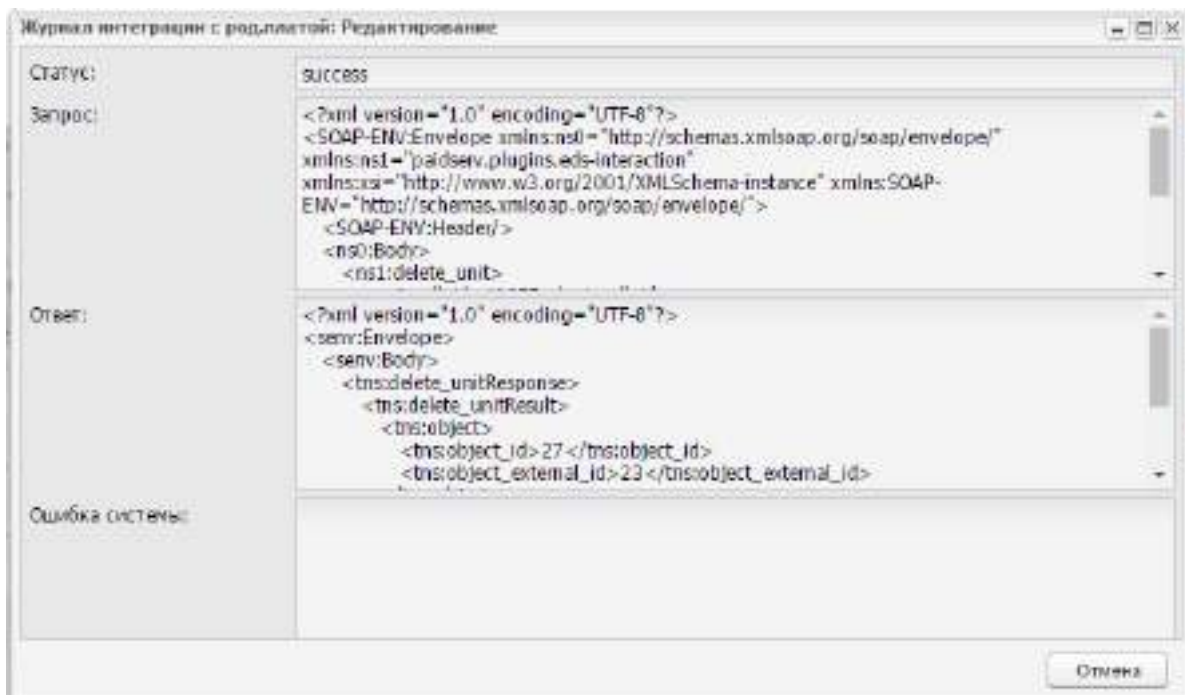 Журнал интеграции с род.платой: Редактирование
Статус:
success
Запрос:
<?xml version="1.0" encoding="UTF-8"?>
<SOAP-ENV:Envelope xmlns:ns0="http://schemas.xmlsoap.org/soap/envelope/"
xmlns:ns1="paidserv.plugins.eds-interaction"
xmlns:xsi="http://www.w3.org/2001/XMLSchema-instance" xmlns:SOAP-
ENV="http://schemas.xmlsoap.org/soap/envelope/">
<SOAP-ENV:Header/>
<ns0:Body>
<ns1:delete_unit>
Ответ:
<?xml version="1.0" encoding="UTF-8"?>
<senv:Envelope>
<senv:Body>
<tns:delete_unitResponse>
<tns:delete_unitResult>
<tns:object>
<tns:object_id>27</tns:object_id>
<tns:object_external_id>23</tns:object_external_id>
Ошибка системы:
Отмена